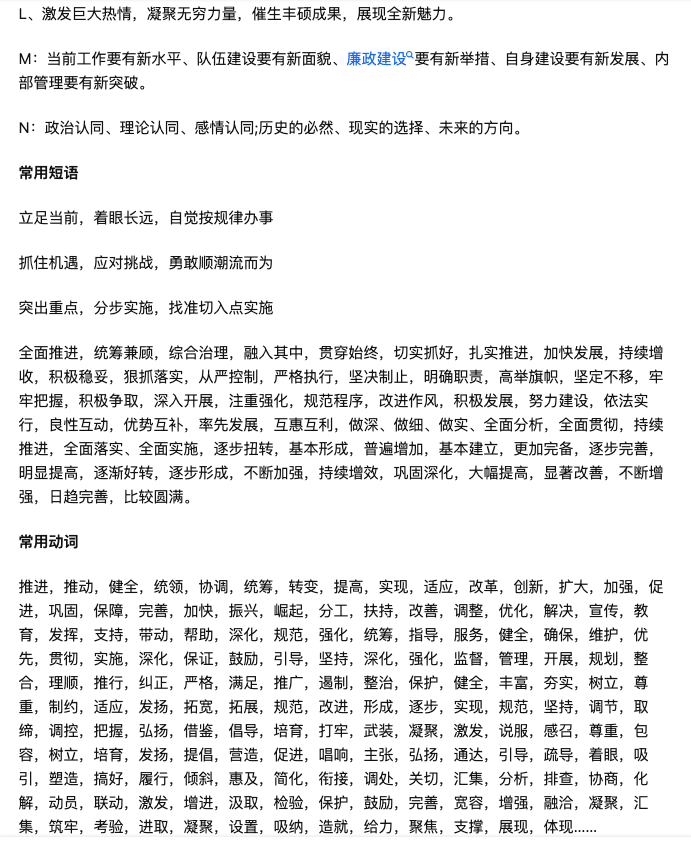 L、激发巨大热情，凝聚无穷力量，催生丰硕成果，展现全新魅力。
M：当前工作要有新水平、队伍建设要有新面貌、廉政建设要有新举措、自身建设要有新发展、内
部管理要有新突破。
N：政治认同、理论认同、感情认同;历史的必然、现实的选择、未来的方向。
常用短语
立足当前，着眼长远，自觉按规律办事
抓住机遇，应对挑战，勇敢顺潮流而为
突出重点，分步实施，找准切入点实施
全面推进，统筹兼顾，综合治理，融入其中，贯穿始终，切实抓好，扎实推进，加快发展，持续增
收，积极稳妥，狠抓落实，从严控制，严格执行，坚决制止，明确职责，高举旗帜，坚定不移，牢
牢把握，积极争取，深入开展，注重强化，规范程序，改进作风，积极发展，努力建设，依法实
行，良性互动，优势互补，率先发展，互惠互利，做深、做细、做实、全面分析，全面贯彻，持续
推进，全面落实、全面实施，逐步扭转，基本形成，普遍增加，基本建立，更加完备，逐步完善，
明显提高，逐渐好转，逐步形成，不断加强，持续增效，巩固深化，大幅提高，显著改善，不断增
强，日趋完善，比较圆满。
常用动词
推进，推动，健全，统领，协调，统筹，转变，提高，实现，适应，改革，创新，扩大，加强，促
进，巩固，保障，完善，加快，振兴，崛起，分工，扶持，改善，调整，优化，解决，宣传，教
育，发挥，支持，带动，帮助，深化，规范，强化，统筹，指导，服务，健全，确保，维护，优
先，贯彻，实施，深化，保证，鼓励，引导，坚持，深化，强化，监督，管理，开展，规划，整
合，理顺，推行，纠正，严格，满足，推广，遏制，整治，保护，健全，丰富，夯实，树立，尊
重，制约，适应，发扬，拓宽，拓展，规范，改进，形成，逐步，实现，规范，坚持，调节，取
缔，调控，把握，弘扬，借鉴，倡导，培育，打牢，武装，凝聚，激发，说服，感召，尊重，包
容，树立，培育，发扬，提倡，营造，促进，唱响，主张，弘扬，通达，引导，疏导，着眼，吸
引，塑造，搞好，履行，倾斜，惠及，简化，衔接，调处，关切，汇集，分析，排查，协商，化
解，动员，联动，激发，增进，汲取，检验，保护，鼓励，完善，宽容，增强，融洽，凝聚，汇
集，筑牢，考验，进取，凝聚，设置，吸纳，造就，给力，聚焦，支撑，展现，体现……